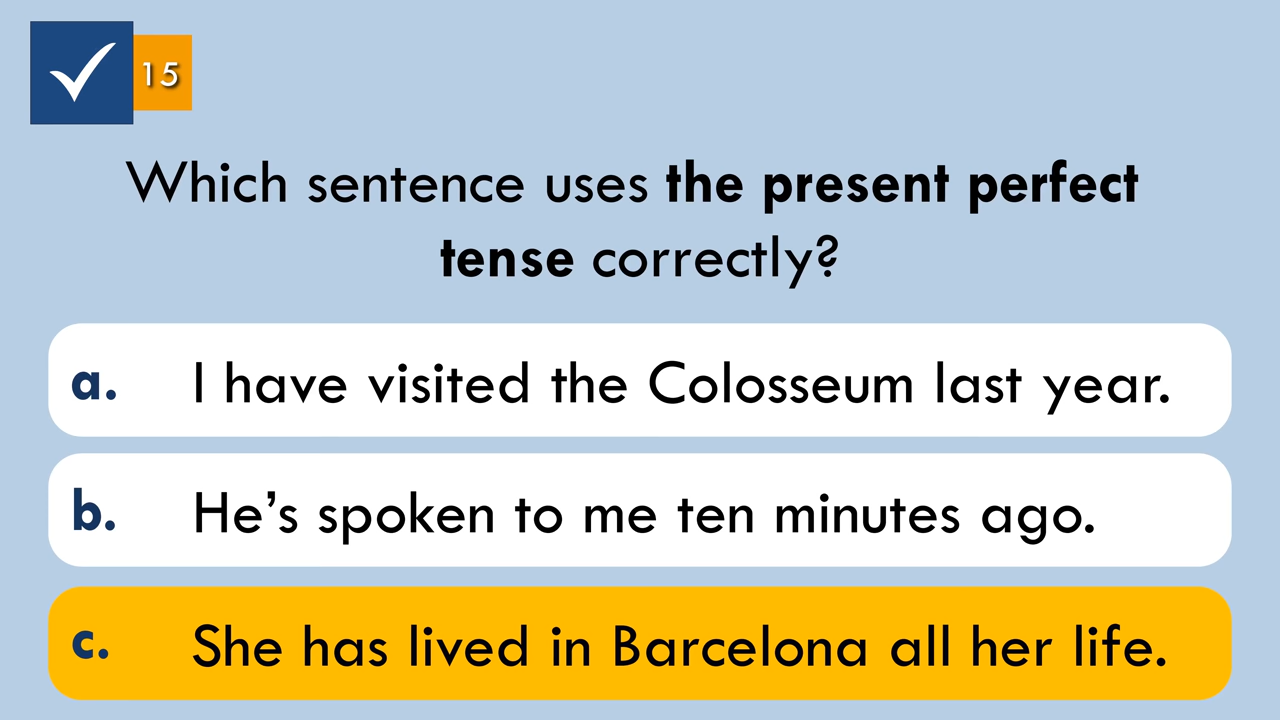 15
Which sentence uses the present perfect
tense correctly?
a. I have visited the Colosseum last year.
b. He’s spoken to me ten minutes ago.
c. She has lived in Barcelona all her life.